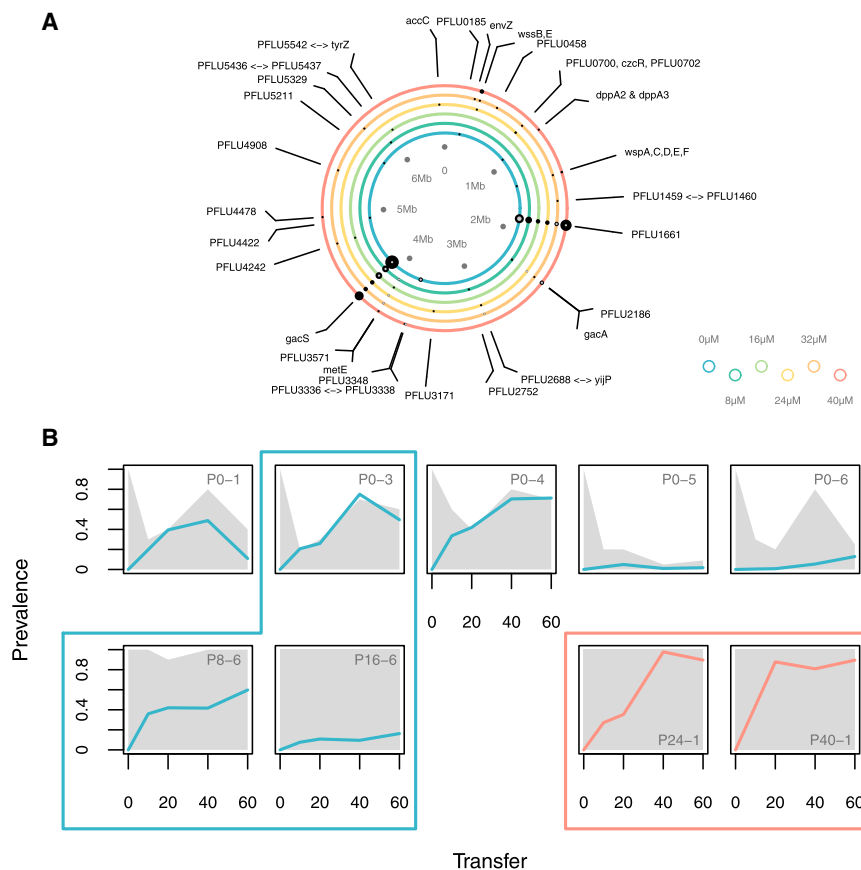 A
accC
PFLU0185
envZ
wssB,E
PFLU0458
PFLU5542 <-> tyrZ
PFLU5436 <-> PFLU5437
PFLU5329
PFLU5211
PFLU0700, czcR, PFLU0702
dppA2 & dppA3
PFLU4908
wspA,C,D,E,F
PFLU1459 <-> PFLU1460
PFLU4478
PFLU1661
PFLU4422
PFLU4242
0
1Mb
2Mb
3Mb
4Mb
5Mb
6Mb
PFLU2186
gacA
gacS
PFLU3571
metE
PFLU3348
PFLU3336 <-> PFLU3338
PFLU3171
PFLU2688 <-> yijP
PFLU2752
0μM
16μM
32μM
8μM
24μM
40μM
B
Prevalence
0.8
0.4
0
P0-1
P0-3
P0-4
P0-5
P0-6
0 20 40 60
0.8
0.4
0
P8-6
P16-6
P24-1
P40-1
0 20 40 60
0 20 40 60
0 20 40 60
0 20 40 60
Transfer